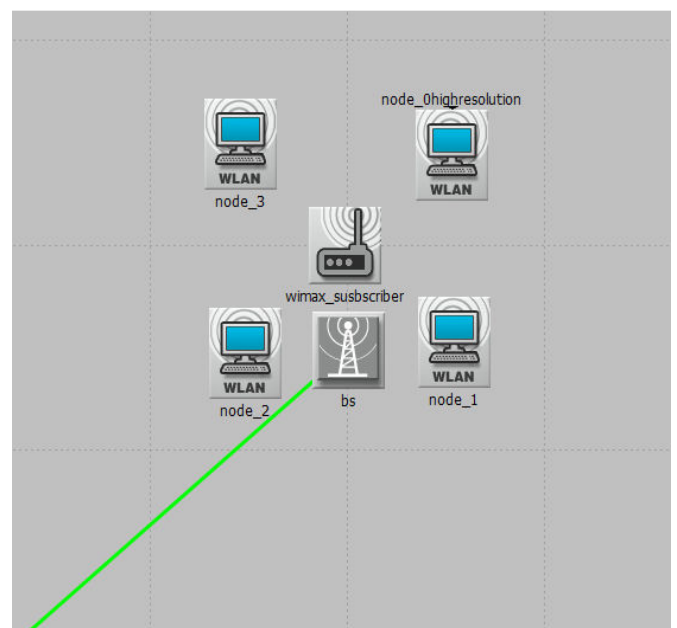 node_0highresolution
WLAN
node_3
WLAN
wimax_susbscriber
WLAN
node_2
bs
WLAN
node_1